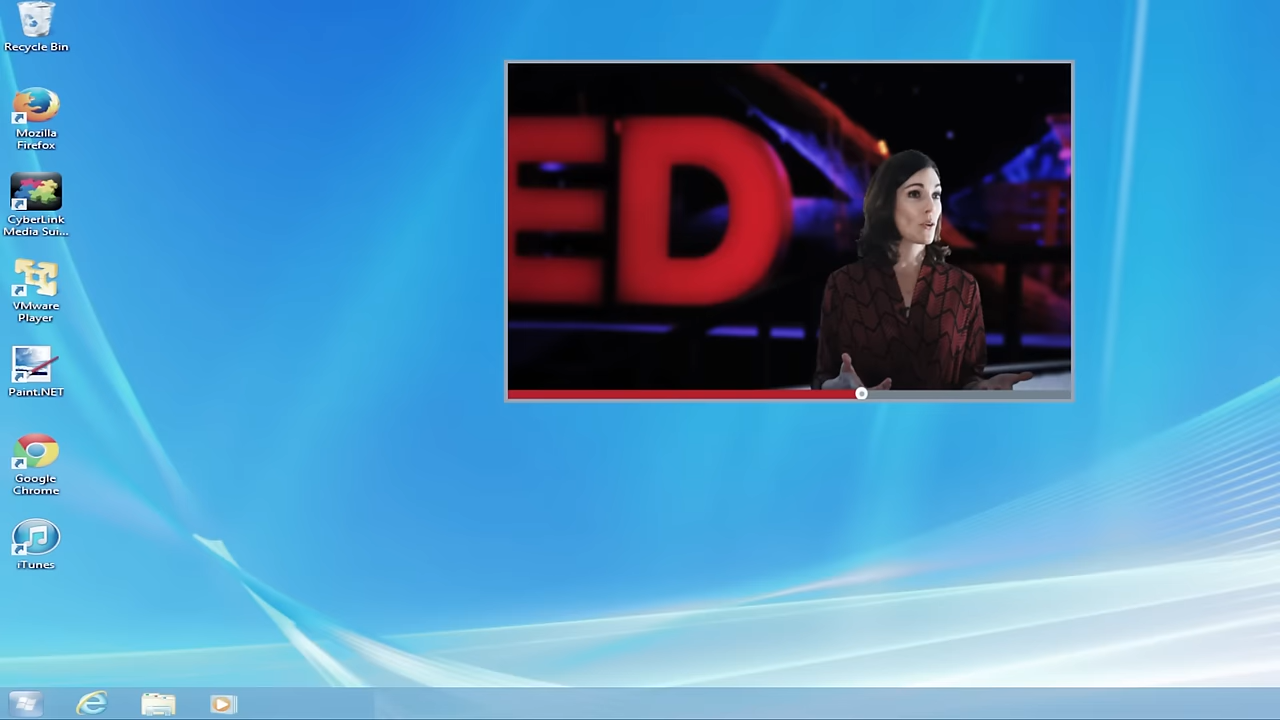 Recycle Bin
Mozilla
Firefox
CyberLink
Media Sui...
VMware
Player
Paint.NET
Google
Chrome
iTunes
ED